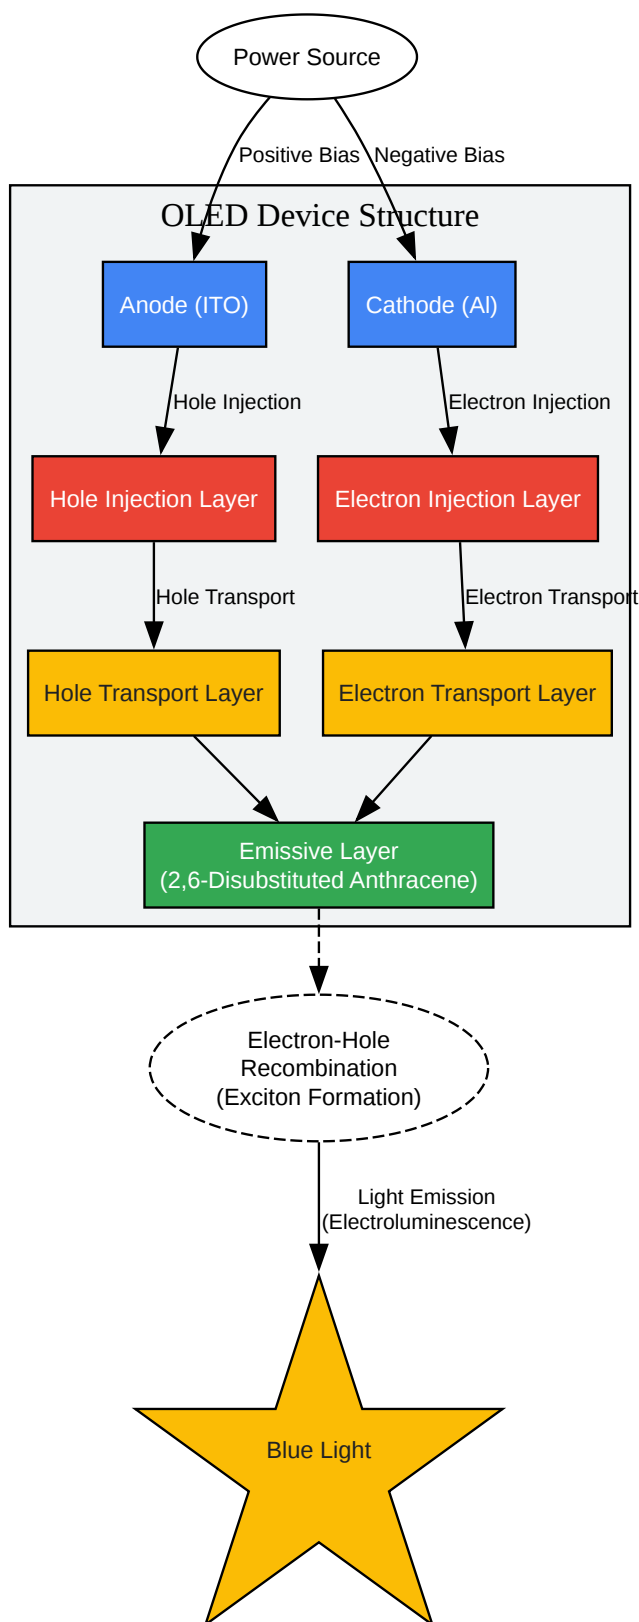 Power Source
Positive Bias
Negative Bias
OLED Device Structure
Anode (ITO)
Cathode (Al)
Hole Injection
Electron Injection
Hole Injection Layer
Electron Injection Layer
Hole Transport
Electron Transport
Hole Transport Layer
Electron Transport Layer
Emissive Layer
(2,6-Disubstituted Anthracene)
Electron-Hole
Recombination
(Exciton Formation)
Light Emission
(Electroluminescence)
Blue Light